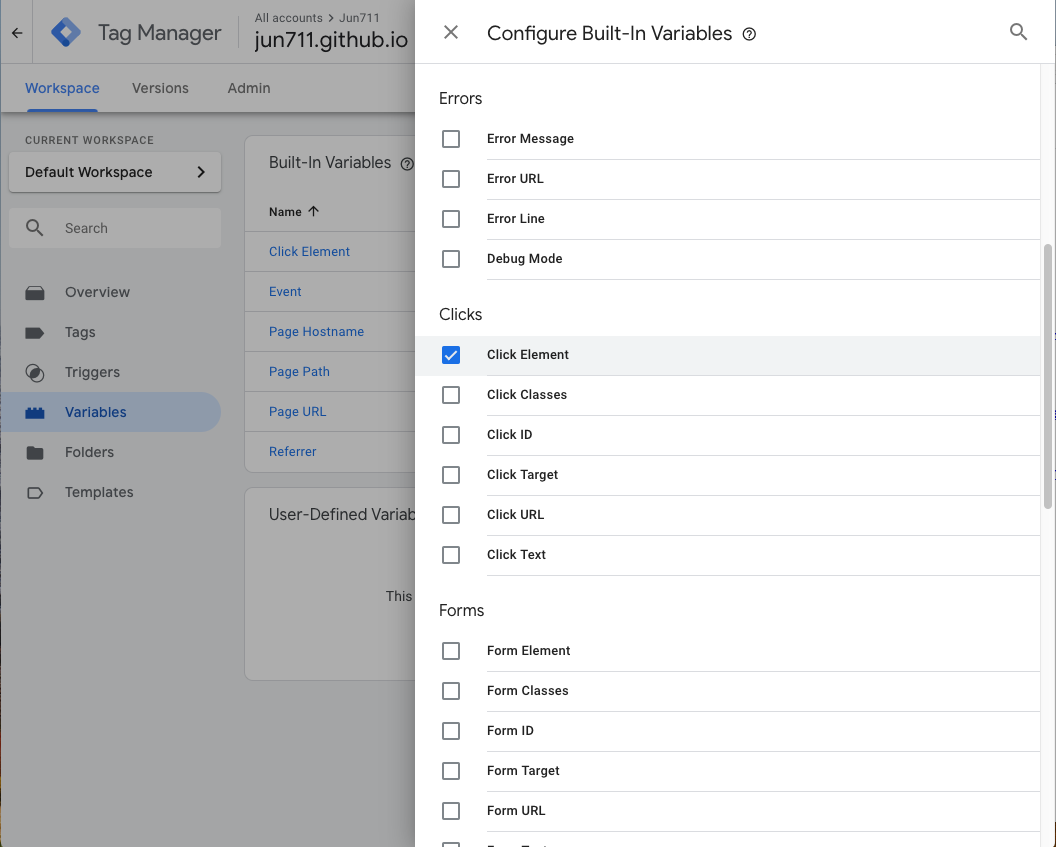 Tag Manager
All accounts > Jun711
jun711.github.io
Workspace
Versions
Admin
CURRENT WORKSPACE
Default Workspace
Search
Overview
Tags
Triggers
Variables
Folders
Templates
Built-In Variables
Name
Click Element
Event
Page Hostname
Page Path
Page URL
Referrer
User-Defined Variab
This
Configure Built-In Variables
Errors
Error Message
Error URL
Error Line
Debug Mode
Clicks
Click Element
Click Classes
Click ID
Click Target
Click URL
Click Text
Forms
Form Element
Form Classes
Form ID
Form Target
Form URL